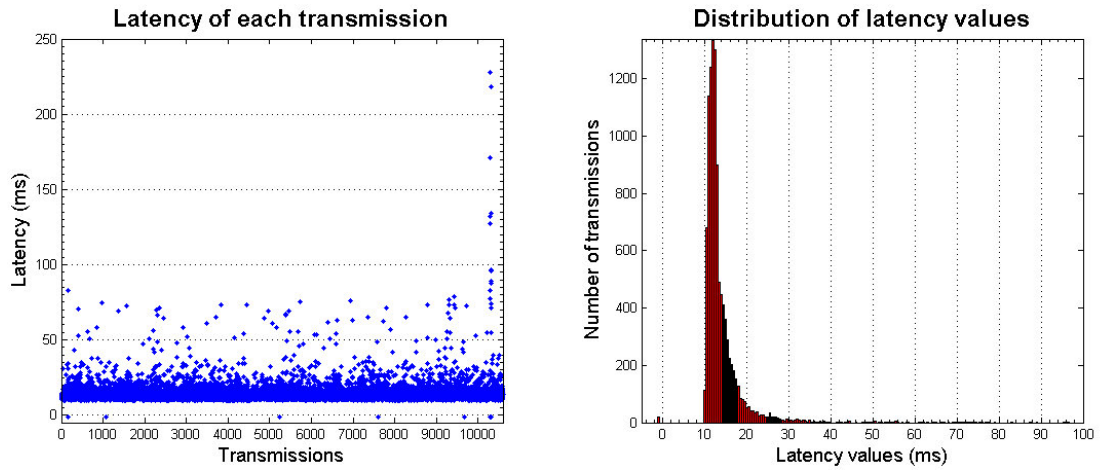 Latency of each transmission
250
200
150
100
50
0
Latency (ms)
0 1000 2000 3000 4000 5000 6000 7000 8000 9000 10000
Transmissions
Distribution of latency values
1200
1000
800
600
400
200
0
Number of transmissions
0 10 20 30 40 50 60 70 80 90 100
Latency values (ms)